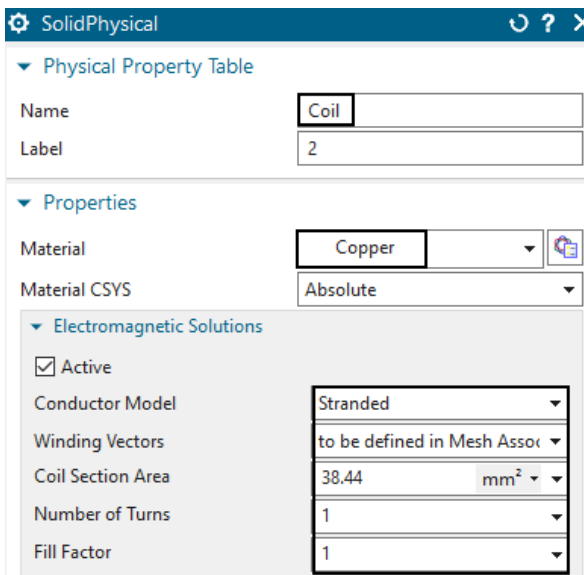 SolidPhysical ?
Physical Property Table
Name Coil
Label 2
Properties
Material Copper
Material CSYS Absolute
Electromagnetic Solutions
Active
Conductor Model Stranded
Winding Vectors to be defined in Mesh
Coil Section Area 38.44 mm²
Number of Turns 1
Fill Factor 1